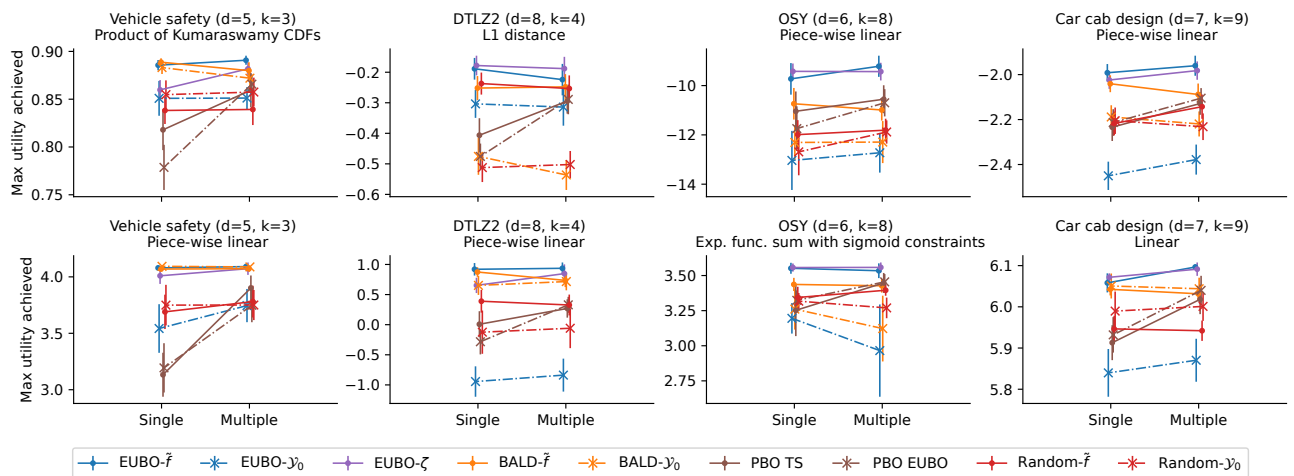 Vehicle safety (d=5, k=3)
Product of Kumaraswamy CDFs
DTLZ2 (d=8, k=4)
L1 distance
OSY (d=6, k=8)
Piece-wise linear
Car cab design (d=7, k=9)
Piece-wise linear
Max utility achieved
0.90
0.85
0.80
0.75
−0.2
−0.3
−0.4
−0.5
−0.6
−10
−12
−14
−2.0
−2.2
−2.4
Vehicle safety (d=5, k=3)
Piece-wise linear
DTLZ2 (d=8, k=4)
Piece-wise linear
OSY (d=6, k=8)
Exp. func. sum with sigmoid constraints
Car cab design (d=7, k=9)
Linear
Max utility achieved
4.0
3.5
3.0
1.0
0.5
0.0
−0.5
−1.0
3.50
3.25
3.00
2.75
6.1
6.0
5.9
5.8
Single Multiple Single Multiple Single Multiple Single Multiple
EUBO-f̃ EUBO-𝒴₀ EUBO-ζ BALD-f̃ BALD-𝒴₀ PBO TS PBO EUBO Random-f̃ Random-𝒴₀